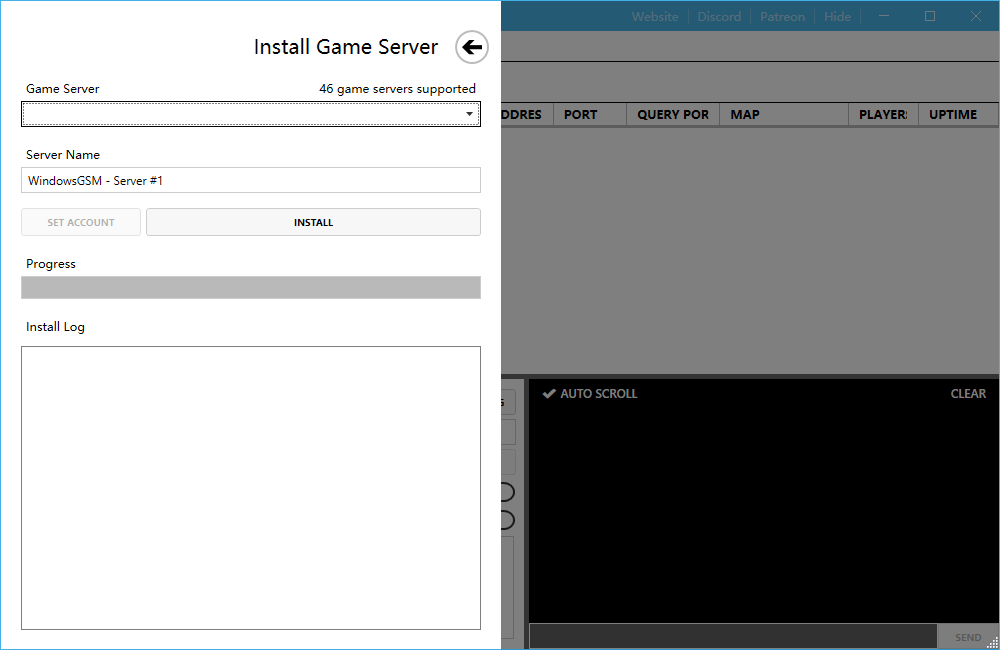 Website Discord Patreon Hide
Install Game Server
Game Server 46 game servers supported
Server Name
WindowsGSM - Server #1
SET ACCOUNT INSTALL
Progress
Install Log
DDRES PORT QUERY POR MAP PLAYER UPTIME
AUTO SCROLL CLEAR
SEND